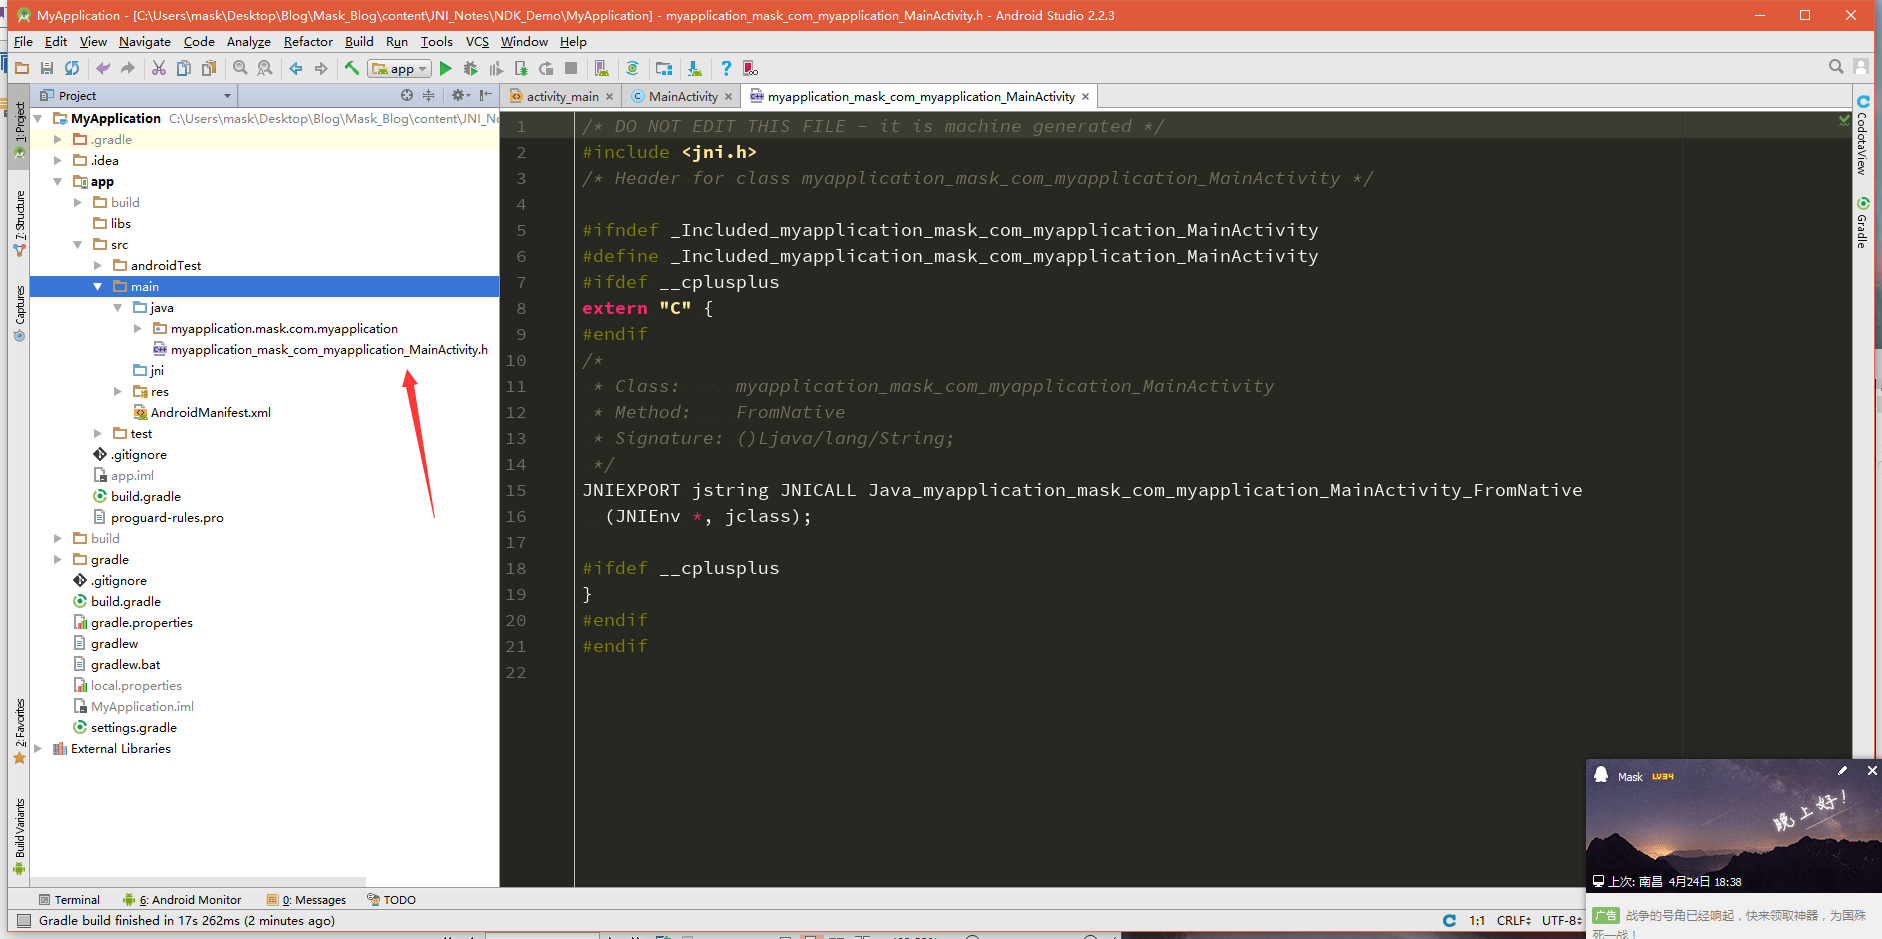 MyApplication - [C:\Users\mask\Desktop\Blog\Mask_Blog\content\JNI_Notes\NDK_Demo\MyApplication] - myapplication_mask_com_myapplication_MainActivity.h - Android Studio 2.2.3
File Edit View Navigate Code Analyze Refactor Build Run Tools VCS Window Help
app
Project
activity_main
MainActivity
myapplication_mask_com_myapplication_MainActivity
1: Project
7: Structure
Captures
2: Favorites
Build Variants
MyApplication C:\Users\mask\Desktop\Blog\Mask_Blog\content\JNI_No
.gradle
.idea
app
build
libs
src
androidTest
main
java
myapplication.mask.com.myapplication
myapplication_mask_com_myapplication_MainActivity.h
jni
res
AndroidManifest.xml
test
.gitignore
app.iml
build.gradle
proguard-rules.pro
build
gradle
.gitignore
build.gradle
gradle.properties
gradlew
gradlew.bat
local.properties
MyApplication.iml
settings.gradle
External Libraries
1 /* DO NOT EDIT THIS FILE - it is machine generated */
2 #include <jni.h>
3 /* Header for class myapplication_mask_com_myapplication_MainActivity */
4
5 #ifndef _Included_myapplication_mask_com_myapplication_MainActivity
6 #define _Included_myapplication_mask_com_myapplication_MainActivity
7 #ifdef __cplusplus
8 extern "C" {
9 #endif
10 /*
11  * Class:     myapplication_mask_com_myapplication_MainActivity
12  * Method:    FromNative
13  * Signature: ()Ljava/lang/String;
14  */
15 JNIEXPORT jstring JNICALL Java_myapplication_mask_com_myapplication_MainActivity_FromNative
16   (JNIEnv *, jclass);
17
18 #ifdef __cplusplus
19 }
20 #endif
21 #endif
22
CodotaView
Gradle
Mask LV34
晚上好!
上次: 南昌 4月24日 18:38
广告 战争的号角已经响起，快来领取神器，为国殊
死一战！
Terminal 6: Android Monitor 0: Messages TODO
Gradle build finished in 17s 262ms (2 minutes ago)
1:1 CRLF UTF-8